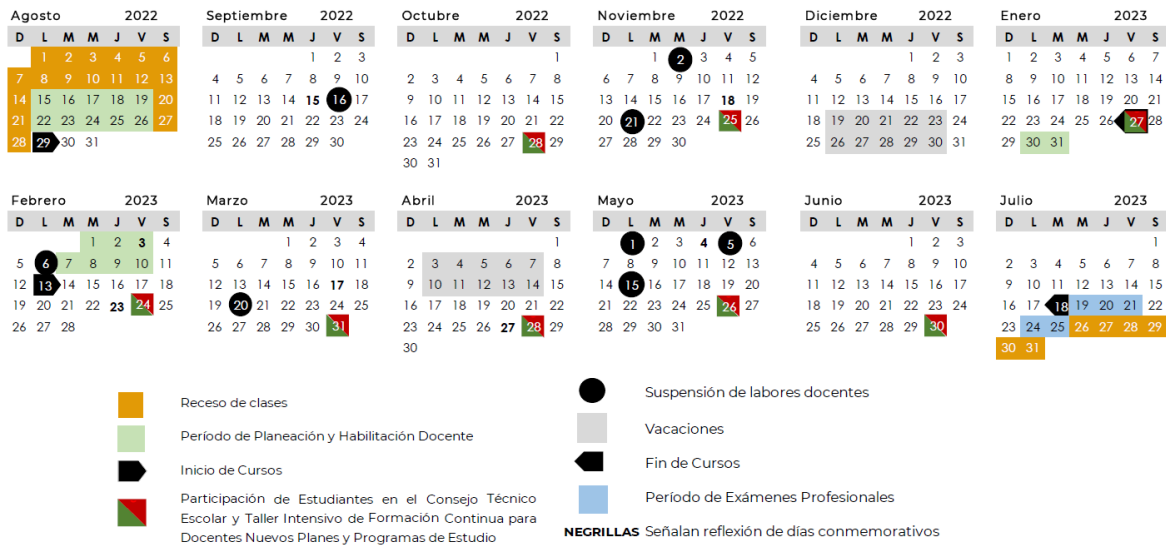 Agosto 2022
D L M M J V S
1 2 3 4 5 6
7 8 9 10 11 12 13
14 15 16 17 18 19 20
21 22 23 24 25 26 27
28 29 30 31
Septiembre 2022
D L M M J V S
1 2 3
4 5 6 7 8 9 10
11 12 13 14 15 16 17
18 19 20 21 22 23 24
25 26 27 28 29 30
Octubre 2022
D L M M J V S
1
2 3 4 5 6 7 8
9 10 11 12 13 14 15
16 17 18 19 20 21 22
23 24 25 26 27 28 29
30 31
Noviembre 2022
D L M M J V S
1 2 3 4 5
6 7 8 9 10 11 12
13 14 15 16 17 18 19
20 21 22 23 24 25 26
27 28 29 30
Diciembre 2022
D L M M J V S
1 2 3
4 5 6 7 8 9 10
11 12 13 14 15 16 17
18 19 20 21 22 23 24
25 26 27 28 29 30 31
Enero 2023
D L M M J V S
1 2 3 4 5 6 7
8 9 10 11 12 13 14
15 16 17 18 19 20 21
22 23 24 25 26 27 28
29 30 31
Febrero 2023
D L M M J V S
1 2 3 4
5 6 7 8 9 10 11
12 13 14 15 16 17 18
19 20 21 22 23 24 25
26 27 28
Marzo 2023
D L M M J V S
1 2 3 4
5 6 7 8 9 10 11
12 13 14 15 16 17 18
19 20 21 22 23 24 25
26 27 28 29 30 31
Abril 2023
D L M M J V S
1
2 3 4 5 6 7 8
9 10 11 12 13 14 15
16 17 18 19 20 21 22
23 24 25 26 27 28 29
30
Mayo 2023
D L M M J V S
1 2 3 4 5 6
7 8 9 10 11 12 13
14 15 16 17 18 19 20
21 22 23 24 25 26 27
28 29 30 31
Junio 2023
D L M M J V S
1 2 3
4 5 6 7 8 9 10
11 12 13 14 15 16 17
18 19 20 21 22 23 24
25 26 27 28 29 30
Julio 2023
D L M M J V S
1
2 3 4 5 6 7 8
9 10 11 12 13 14 15
16 17 18 19 20 21 22
23 24 25 26 27 28 29
30 31
Receso de clases
Período de Planeación y Habilitación Docente
Inicio de Cursos
Participación de Estudiantes en el Consejo Técnico
Escolar y Taller Intensivo de Formación Continua para
Docentes Nuevos Planes y Programas de Estudio
Suspensión de labores docentes
Vacaciones
Fin de Cursos
Período de Exámenes Profesionales
NEGRILLAS Señalan reflexión de días conmemorativos